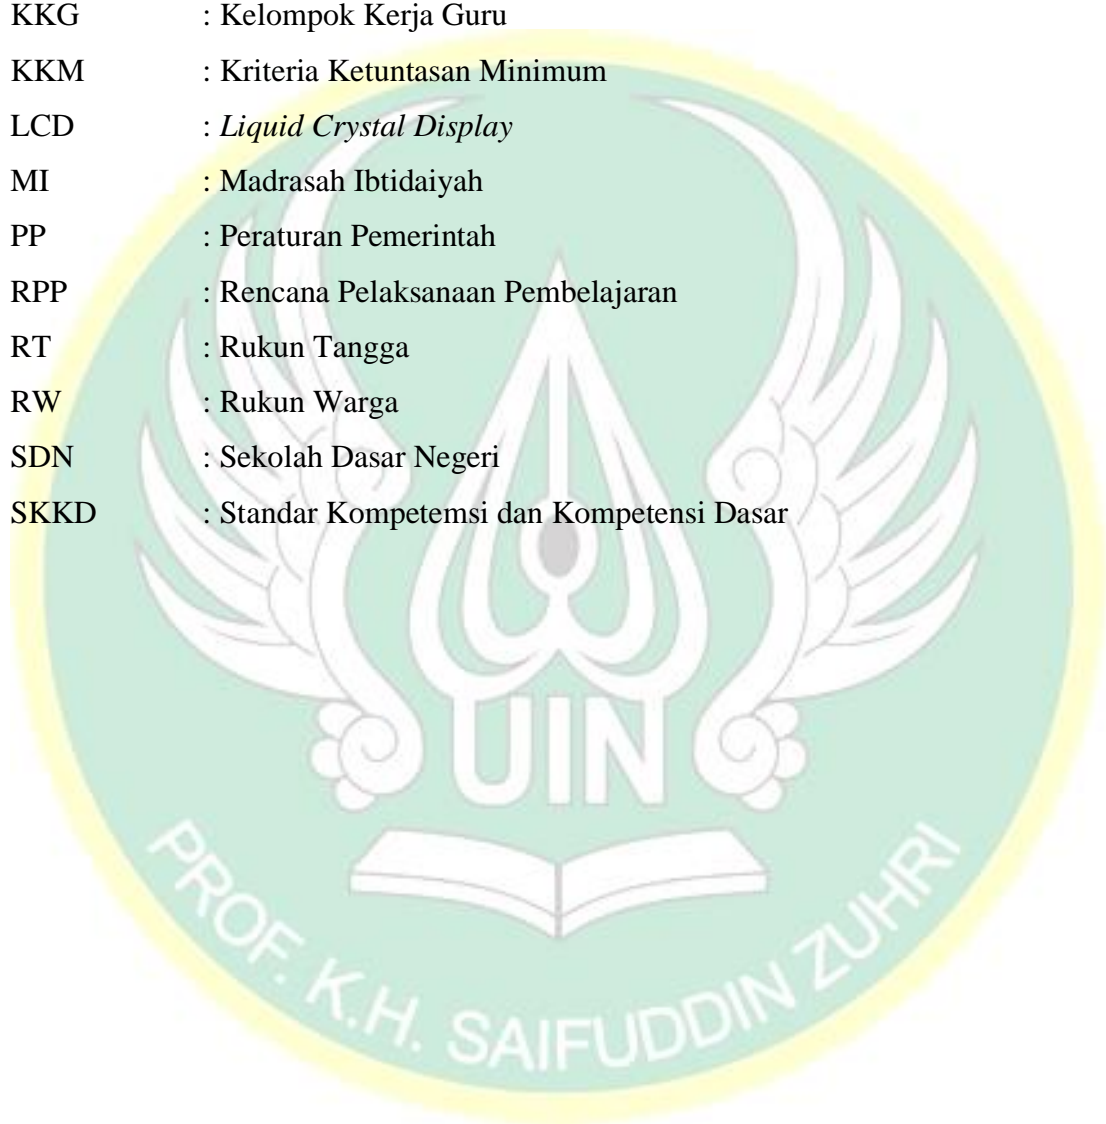 KKG : Kelompok Kerja Guru
KKM : Kriteria Ketuntasan Minimum
LCD : Liquid Crystal Display
MI : Madrasah Ibtidaiyah
PP : Peraturan Pemerintah
RPP : Rencana Pelaksanaan Pembelajaran
RT : Rukun Tangga
RW : Rukun Warga
SDN : Sekolah Dasar Negeri
SKKD : Standar Kompetemsi dan Kompetensi Dasar
UIN
PROF. K.H. SAIFUDDIN ZUHRI